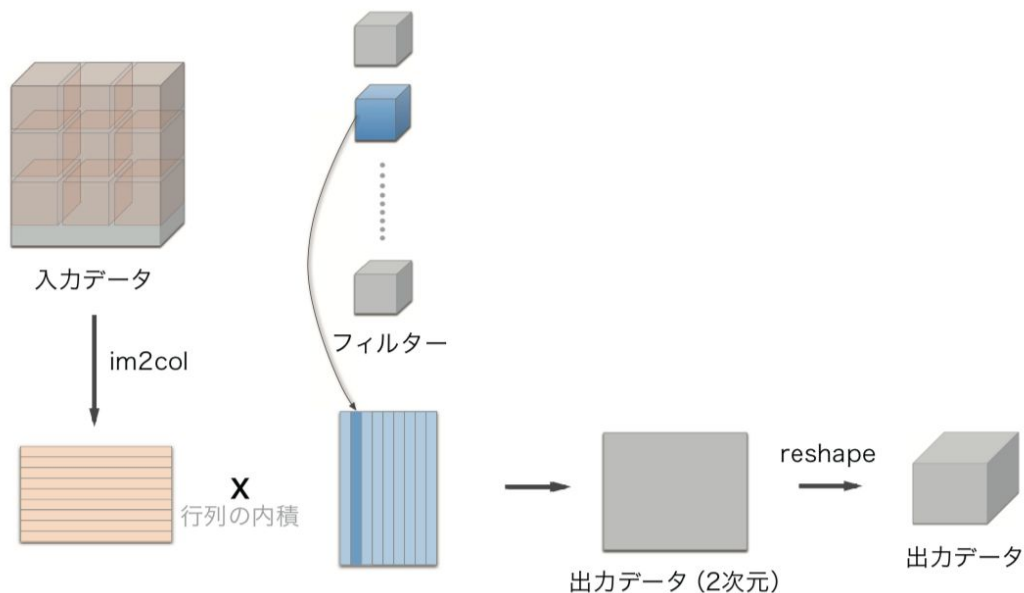 入力データ
フィルター
im2col
X
行列の内積
reshape
出力データ (2次元)
出力データ